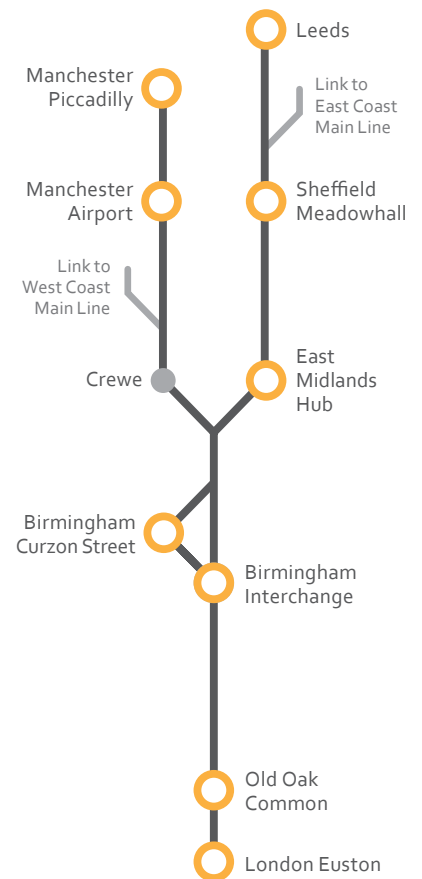 Leeds
Manchester
Piccadilly
Link to
East Coast
Main Line
Manchester
Airport
Sheffield
Meadowhall
Link to
West Coast
Main Line
Crewe
East
Midlands
Hub
Birmingham
Curzon Street
Birmingham
Interchange
Old Oak
Common
London Euston